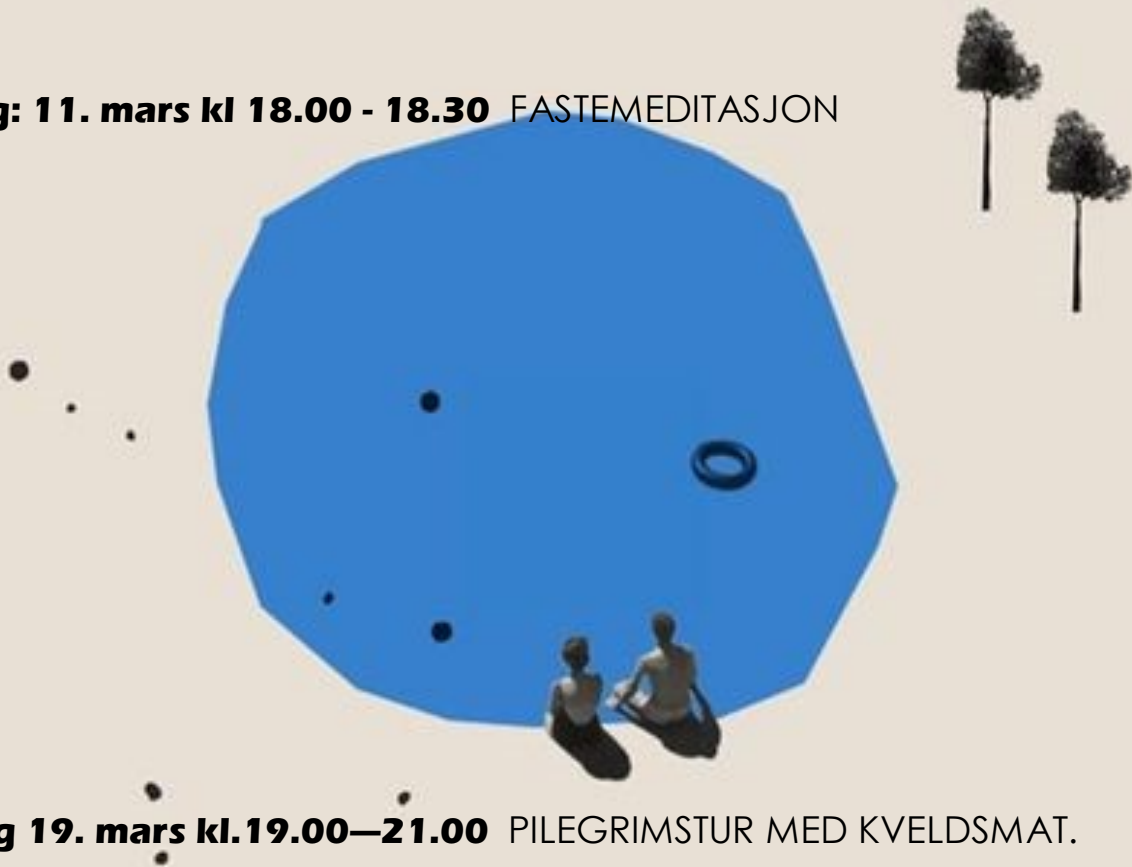 g: 11. mars kl 18.00 - 18.30 FASTEMEDITASJON
g 19. mars kl.19.00—21.00 PILEGRIMSTUR MED KVELDSMAT.